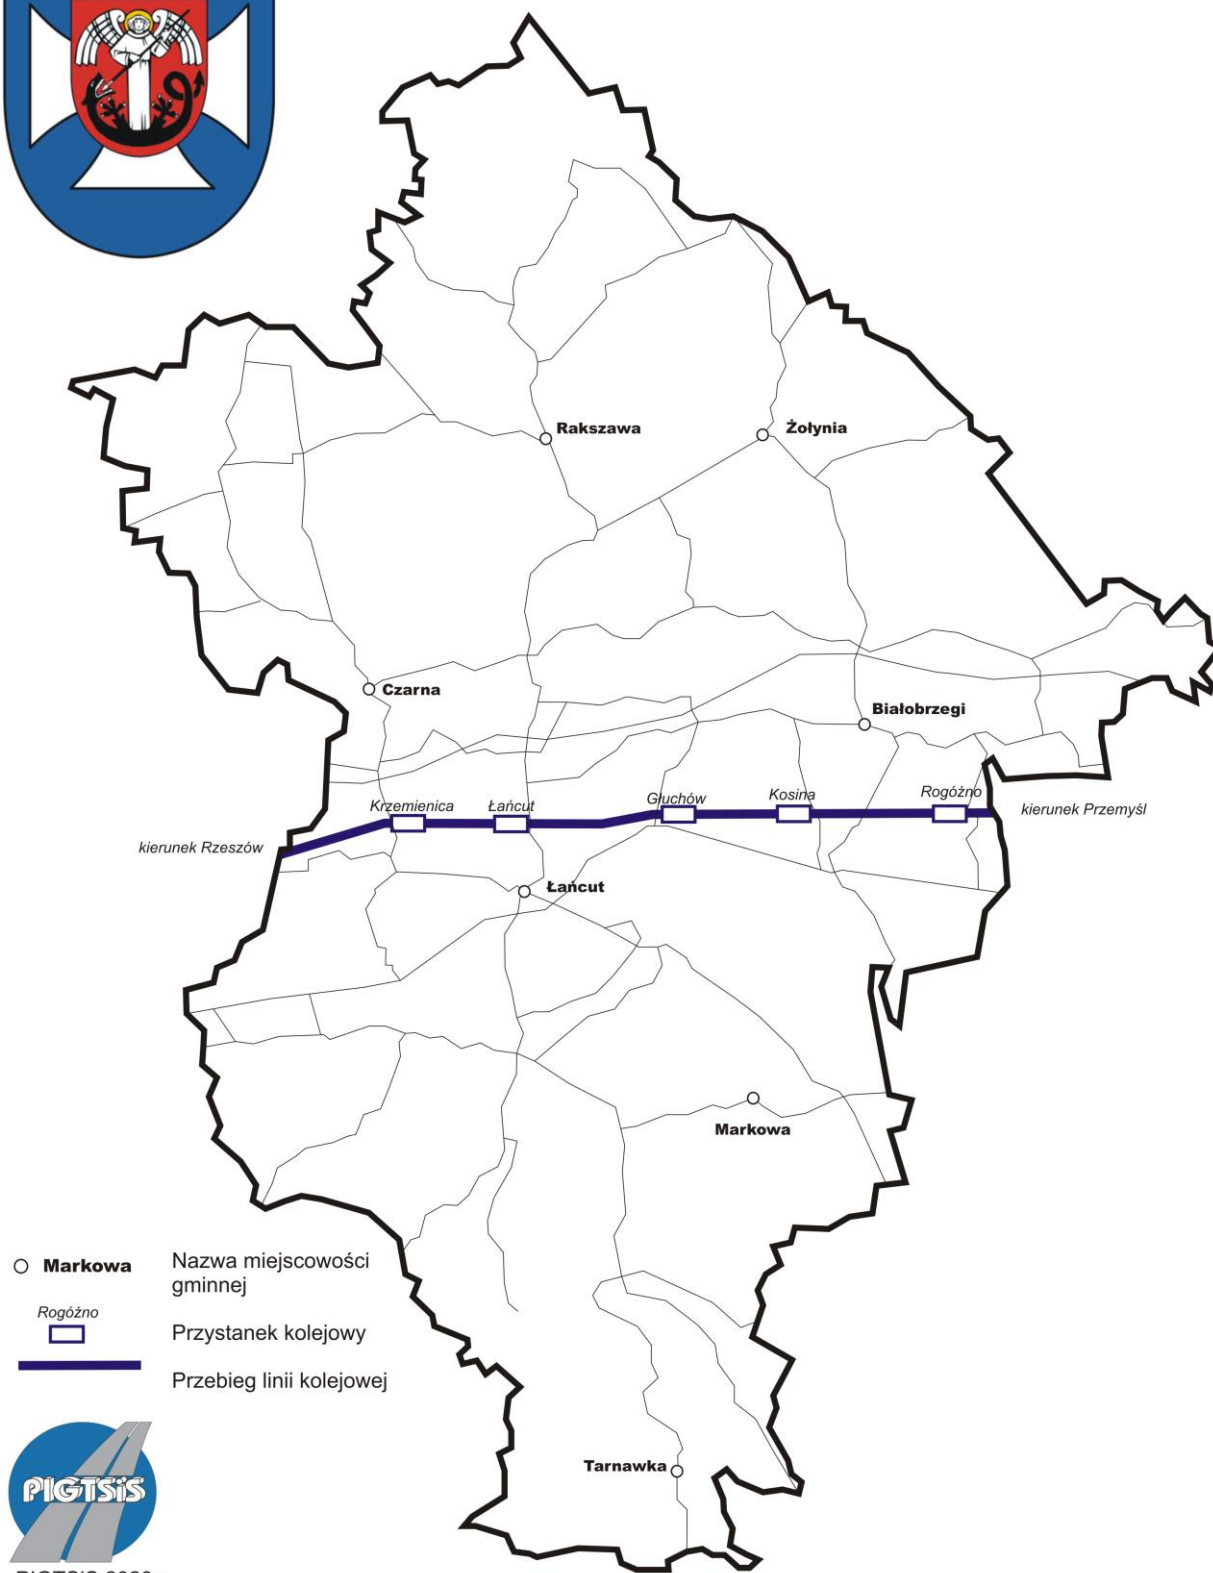 Rakszawa
Żołynia
Czarna
Białobrzegi
Krzemienica
Łańcut
Głuchów
Kosina
Rogóżno
kierunek Przemyśl
kierunek Rzeszów
Łańcut
Markowa
Markowa
Nazwa miejscowości
gminnej
Rogóżno
Przystanek kolejowy
Przebieg linii kolejowej
Tarnawka
PIGTSiS